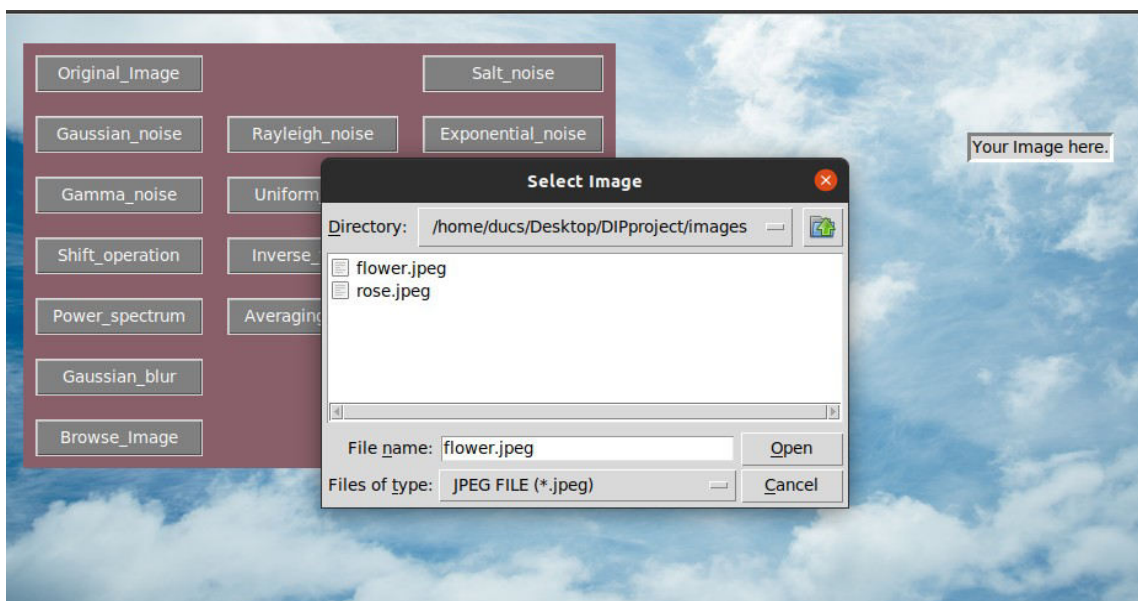 Original_Image
Salt_noise
Gaussian_noise
Rayleigh_noise
Exponential_noise
Your Image here.
Gamma_noise
Uniform
Shift_operation
Inverse_
Power_spectrum
Averaging
Gaussian_blur
Browse_Image
Select Image
Directory: /home/ducs/Desktop/DIPproject/images
flower.jpeg
rose.jpeg
File name: flower.jpeg Open
Files of type: JPEG FILE (*.jpeg) Cancel